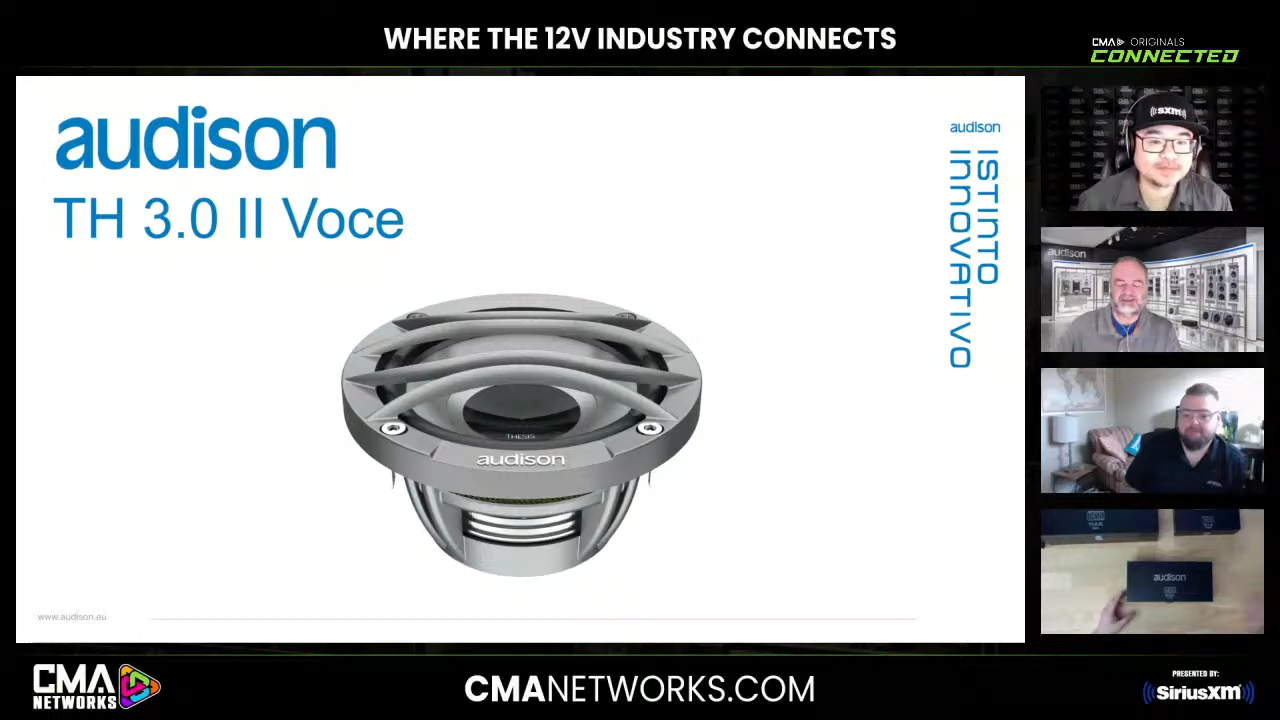 WHERE THE 12V INDUSTRY CONNECTS
CMA ORIGINALS
CONNECTED
audison
TH 3.0 II Voce
audison
ISTINTO
INNOVATIVO
THESIS
audison
www.audison.eu
((SXM))
audison
audison
CMA
NETWORKS
CMANETWORKS.COM
PRESENTED BY:
((SiriusXM))